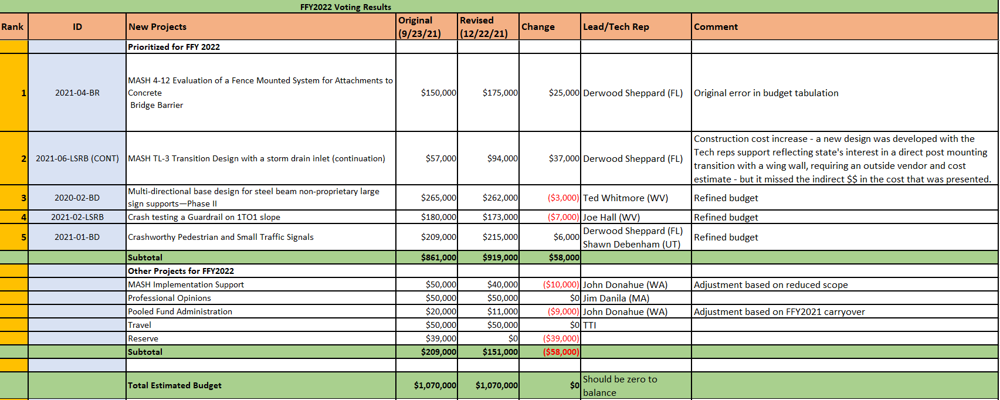 FFY2022 Voting Results
Rank ID New Projects Original (9/23/21) Revised (12/22/21) Change Lead/Tech Rep Comment
Prioritized for FFY 2022
1 2021-04-BR MASH 4-12 Evaluation of a Fence Mounted System for Attachments to
Concrete
Bridge Barrier $150,000 $175,000 $25,000 Derwood Sheppard (FL) Original error in budget tabulation
2 2021-06-LSRB (CONT) MASH TL-3 Transition Design with a storm drain inlet (continuation) $57,000 $94,000 $37,000 Derwood Sheppard (FL) Construction cost increase - a new design was developed with the
Tech reps support reflecting state's interest in a direct post mounting
transition with a wing wall, requiring an outside vendor and cost
estimate - but it missed the indirect $$ in the cost that was presented.
3 2020-02-BD Multi-directional base design for steel beam non-proprietary large
sign supports—Phase II $265,000 $262,000 ($3,000) Ted Whitmore (WV) Refined budget
4 2021-02-LSRB Crash testing a Guardrail on 1TO1 slope $180,000 $173,000 ($7,000) Joe Hall (WV) Refined budget
5 2021-01-BD Crashworthy Pedestrian and Small Traffic Signals $209,000 $215,000 $6,000 Derwood Sheppard (FL)
Shawn Debenham (UT) Refined budget
Subtotal $861,000 $919,000 $58,000
Other Projects for FFY2022
MASH Implementation Support $50,000 $40,000 ($10,000) John Donahue (WA) Adjustment based on reduced scope
Professional Opinions $50,000 $50,000 $0 Jim Danila (MA)
Pooled Fund Administration $20,000 $11,000 ($9,000) John Donahue (WA) Adjustment based on FFY2021 carryover
Travel $50,000 $50,000 $0 TTI
Reserve $39,000 $0 ($39,000)
Subtotal $209,000 $151,000 ($58,000)
Total Estimated Budget $1,070,000 $1,070,000 $0 Should be zero to
balance